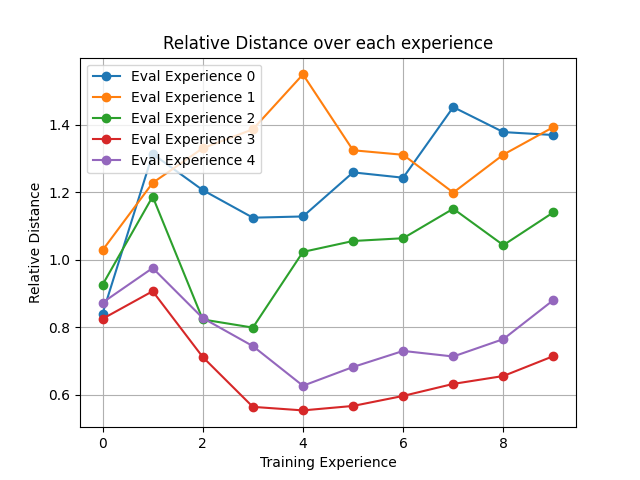 Relative Distance over each experience
Eval Experience 0
Eval Experience 1
Eval Experience 2
Eval Experience 3
Eval Experience 4
Relative Distance
1.4
1.2
1.0
0.8
0.6
0 2 4 6 8
Training Experience